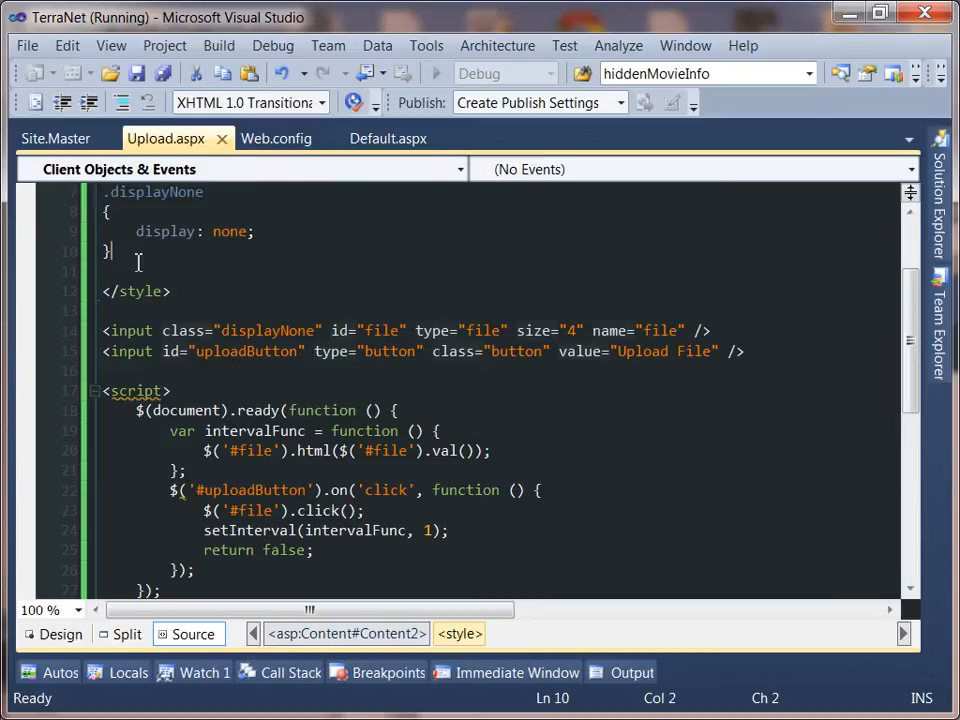 TerraNet (Running) - Microsoft Visual Studio
File Edit View Project Build Debug Team Data Tools Architecture Test Analyze Window Help
Debug hiddenMovieInfo
XHTML 1.0 Transitiona Publish: Create Publish Settings
Site.Master Upload.aspx Web.config Default.aspx
Client Objects & Events (No Events)
7 .displayNone
8 {
9 display: none;
10 }
11
12 </style>
13
14 <input class="displayNone" id="file" type="file" size="4" name="file" />
15 <input id="uploadButton" type="button" class="button" value="Upload File" />
16
17 <script>
18 $(document).ready(function () {
19 var intervalFunc = function () {
20 $('#file').html($('#file').val());
21 };
22 $('#uploadButton').on('click', function () {
23 $('#file').click();
24 setInterval(intervalFunc, 1);
25 return false;
26 });
27 });
Solution Explorer
Team Explorer
100 %
Design Split Source <asp:Content#Content2> <style>
Autos Locals Watch 1 Call Stack Breakpoints Immediate Window Output
Ready Ln 10 Col 2 Ch 2 INS